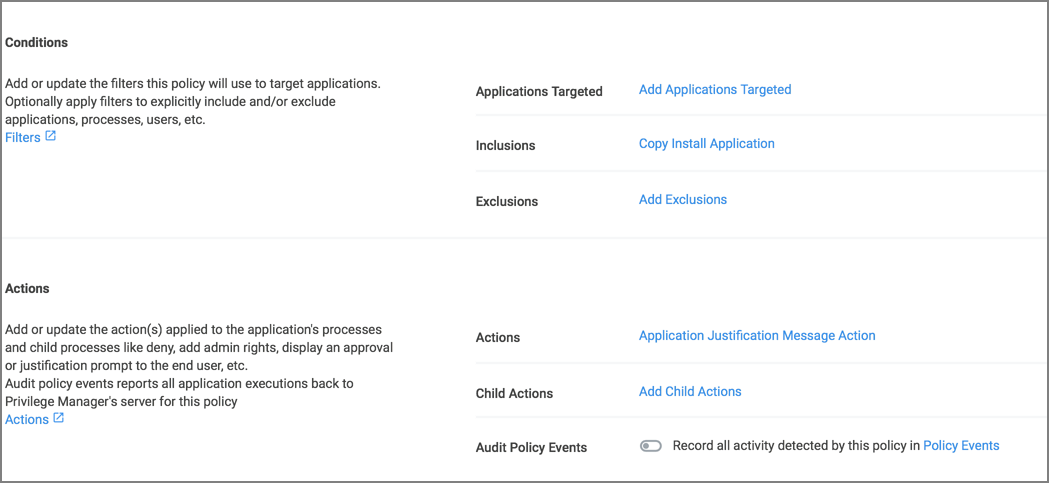 Conditions
Add or update the filters this policy will use to target applications.
Optionally apply filters to explicitly include and/or exclude
applications, processes, users, etc.
Filters
Applications Targeted
Add Applications Targeted
Inclusions
Copy Install Application
Exclusions
Add Exclusions
Actions
Add or update the action(s) applied to the application's processes
and child processes like deny, add admin rights, display an approval
or justification prompt to the end user, etc.
Audit policy events reports all application executions back to
Privilege Manager's server for this policy
Actions
Actions
Application Justification Message Action
Child Actions
Add Child Actions
Audit Policy Events
Record all activity detected by this policy in Policy Events